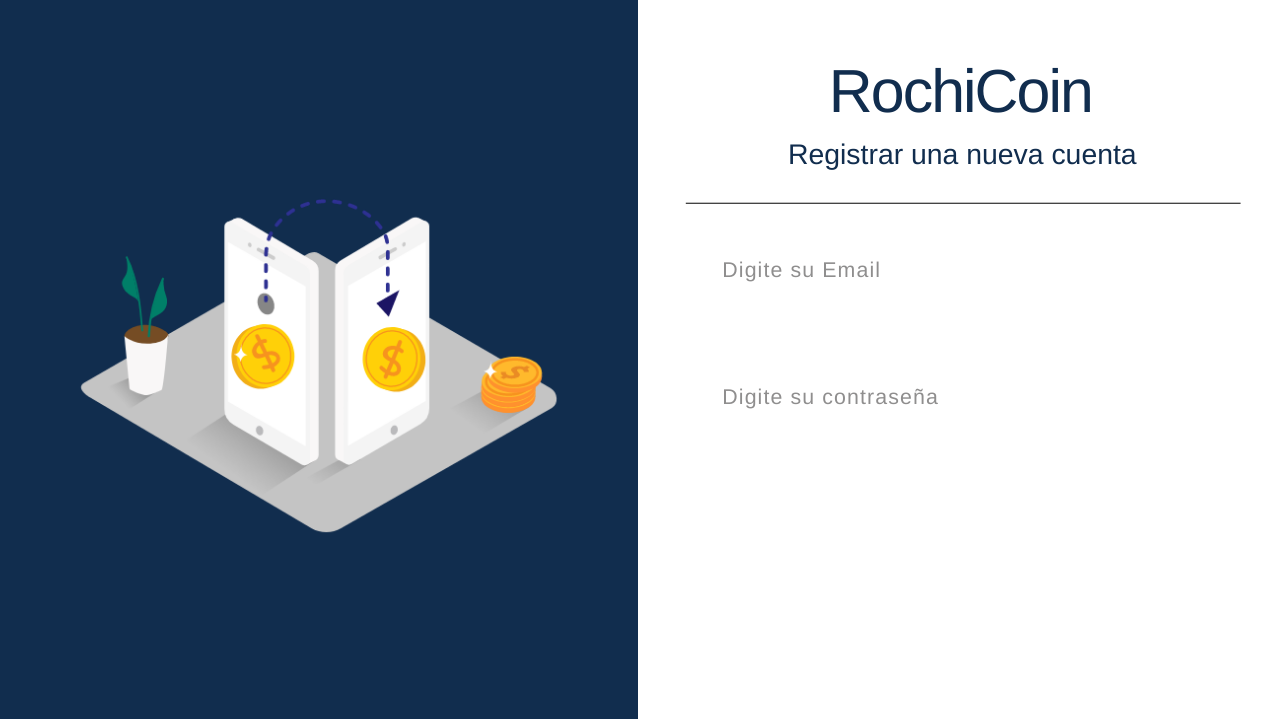 RochiCoin
Registrar una nueva cuenta
Digite su Email
Digite su contraseña